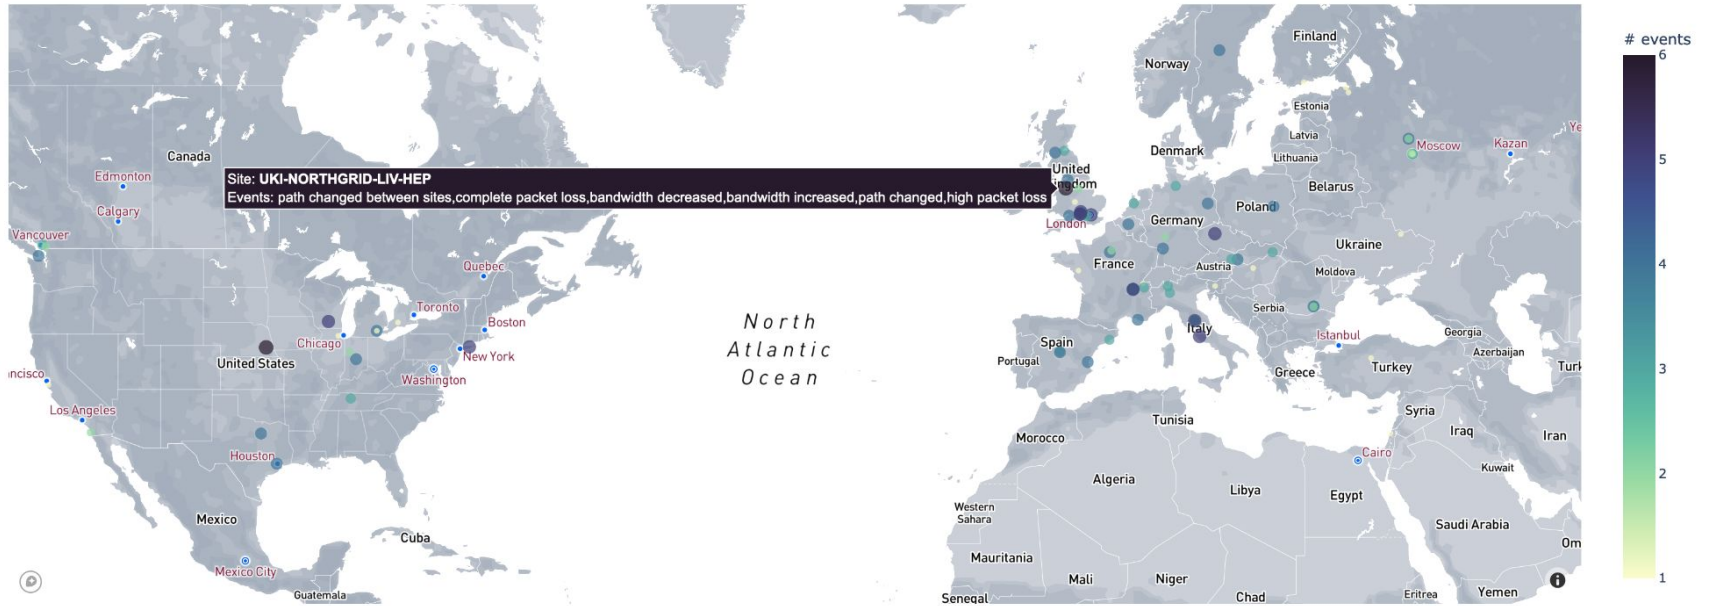 # events
6
5
4
3
2
1
Site: UKI-NORTHGRID-LIV-HEP
Events: path changed between sites,complete packet loss,bandwidth decreased,bandwidth increased,path changed,high packet loss
Canada
Edmonton
Calgary
Vancouver
Quebec
Toronto
Boston
Chicago
New York
United States
Washington
ncisco
Los Angeles
Houston
Mexico
Mexico City
Cuba
Guatemala
North
Atlantic
Ocean
Finland
Norway
Estonia
Latvia
Lithuania
Denmark
Moscow
Kazan
Ye
United
ngdom
London
Belarus
Poland
Germany
Ukraine
France
Austria
Moldova
Serbia
Italy
Spain
Portugal
Istanbul
Georgia
Azerbaijan
Greece
Turkey
Turk
Syria
Iraq
Iran
Tunisia
Morocco
Cairo
Kuwait
Algeria
Libya
Egypt
Western
Sahara
Saudi Arabia
Om
Mauritania
Mali
Niger
Chad
Senegal
Eritrea
Yemen